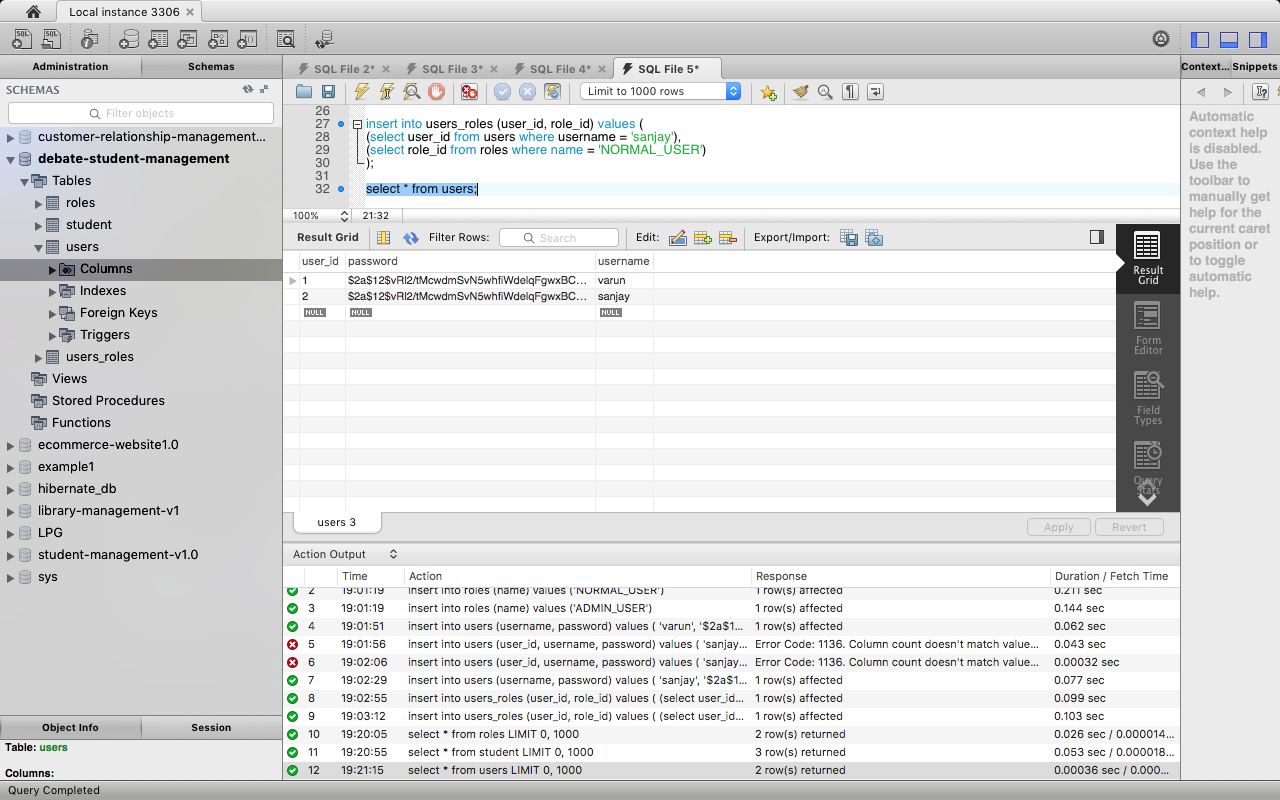 Local instance 3306
Administration
Schemas
SQL File 2*
SQL File 3*
SQL File 4*
SQL File 5*
Context...
Snippets
SCHEMAS
Filter objects
customer-relationship-management...
debate-student-management
Tables
roles
student
users
Columns
Indexes
Foreign Keys
Triggers
users_roles
Views
Stored Procedures
Functions
ecommerce-website1.0
example1
hibernate_db
library-management-v1
LPG
student-management-v1.0
sys
Object Info
Session
Table: users
Columns:
Query Completed
Limit to 1000 rows
26
27 insert into users_roles (user_id, role_id) values (
28 (select user_id from users where username = 'sanjay'),
29 (select role_id from roles where name = 'NORMAL_USER')
30 );
31
32 select * from users;
100%
21:32
Result Grid
Filter Rows:
Search
Edit:
Export/Import:
user_id password username
1 $2a$12$vRl2/tMcwdmSvN5whfiWdelqFgwxBC... varun
2 $2a$12$vRl2/tMcwdmSvN5whfiWdelqFgwxBC... sanjay
NULL NULL NULL
Result
Grid
Form
Editor
Field
Types
Query
Stats
users 3
Apply
Revert
Automatic
context help
is disabled.
Use the
toolbar to
manually get
help for the
current caret
position or
to toggle
automatic
help.
Action Output
Time Action Response Duration / Fetch Time
2 19:01:19 insert into roles (name) values ('NORMAL_USER') 1 row(s) affected 0.211 sec
3 19:01:19 insert into roles (name) values ('ADMIN_USER') 1 row(s) affected 0.144 sec
4 19:01:51 insert into users (username, password) values ( 'varun', '$2a$1... 1 row(s) affected 0.062 sec
5 19:01:56 insert into users (user_id, username, password) values ( 'sanjay... Error Code: 1136. Column count doesn't match value... 0.043 sec
6 19:02:06 insert into users (user_id, username, password) values ( 'sanjay... Error Code: 1136. Column count doesn't match value... 0.00032 sec
7 19:02:29 insert into users (username, password) values ( 'sanjay', '$2a$1... 1 row(s) affected 0.077 sec
8 19:02:55 insert into users_roles (user_id, role_id) values ( (select user_id... 1 row(s) affected 0.099 sec
9 19:03:12 insert into users_roles (user_id, role_id) values ( (select user_id... 1 row(s) affected 0.103 sec
10 19:20:05 select * from roles LIMIT 0, 1000 2 row(s) returned 0.026 sec / 0.000014...
11 19:20:55 select * from student LIMIT 0, 1000 3 row(s) returned 0.053 sec / 0.000018...
12 19:21:15 select * from users LIMIT 0, 1000 2 row(s) returned 0.00036 sec / 0.000...